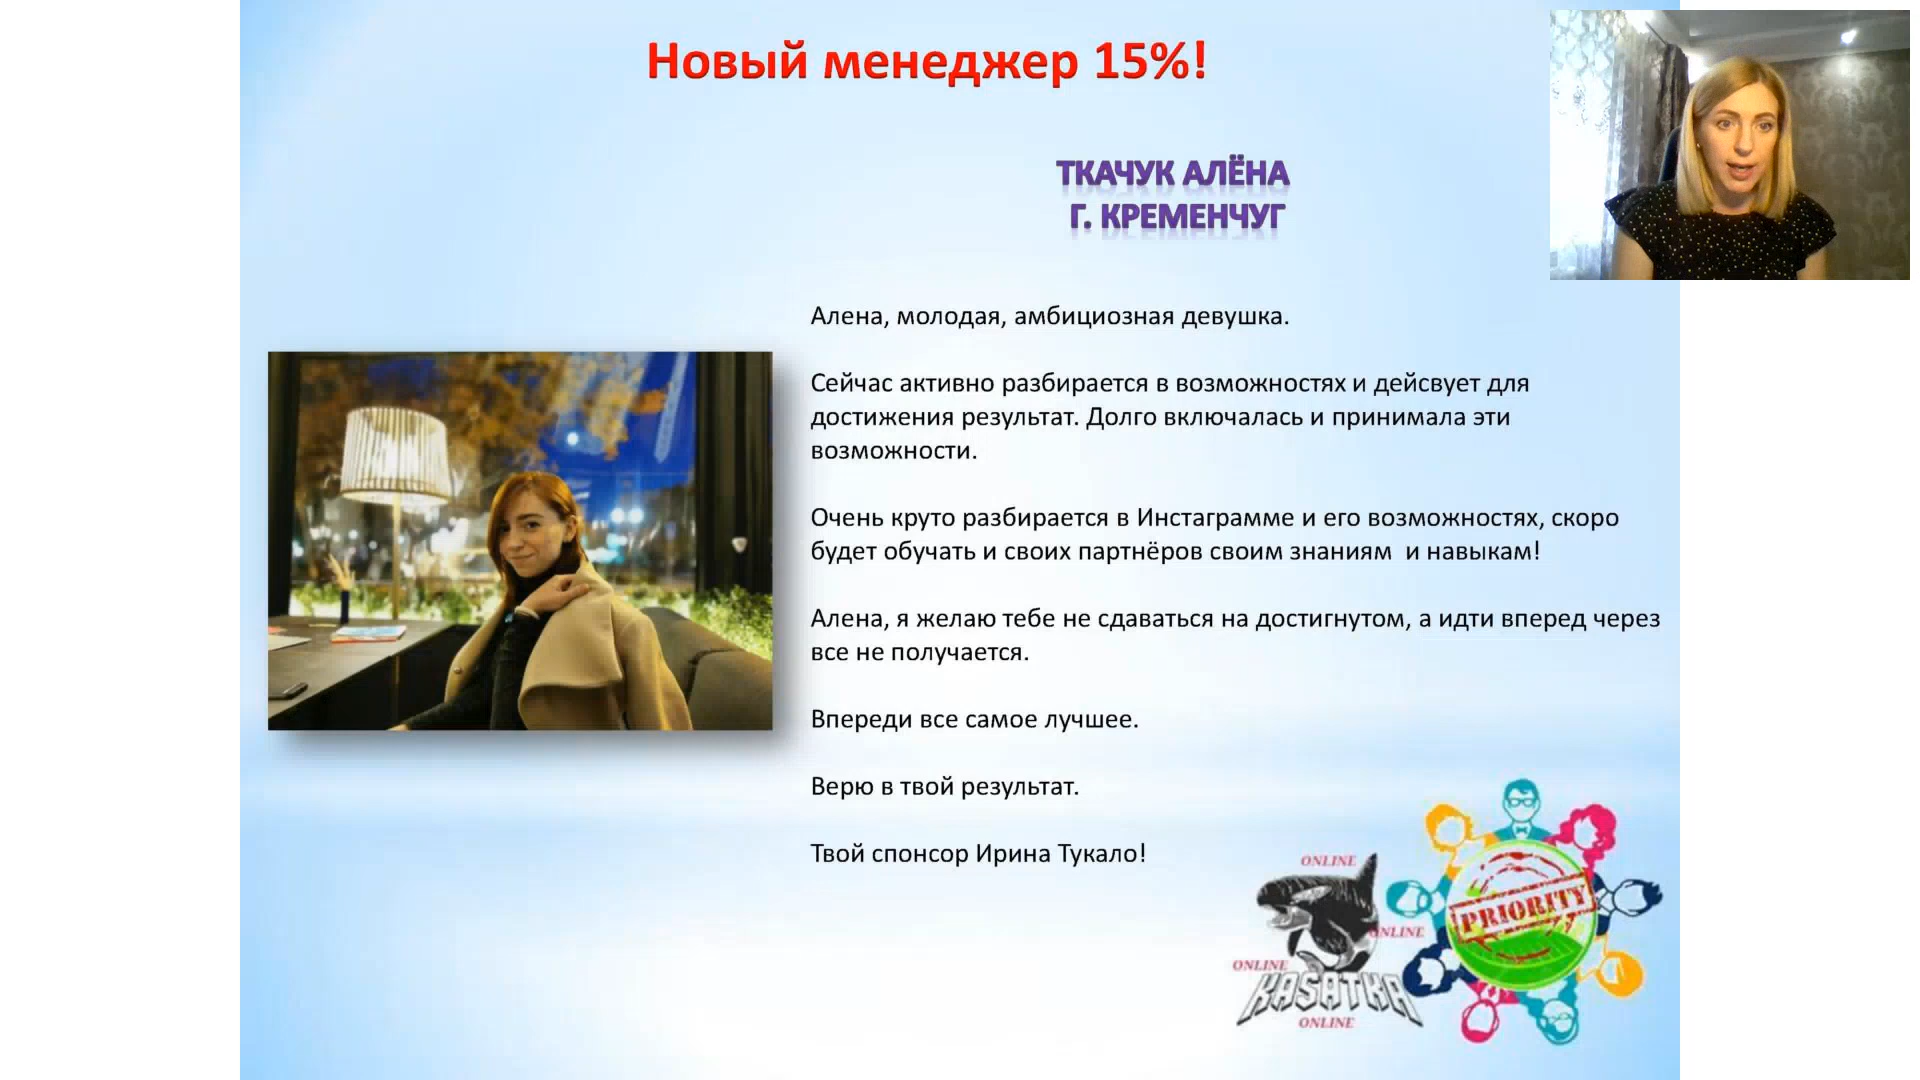 Новый менеджер 15%!
ТКАЧУК АЛЁНА
Г. КРЕМЕНЧУГ
Алена, молодая, амбициозная девушка.
Сейчас активно разбирается в возможностях и дейсвует для
достижения результат. Долго включалась и принимала эти
возможности.
Очень круто разбирается в Инстаграмме и его возможностях, скоро
будет обучать и своих партнёров своим знаниям  и навыкам!
Алена, я желаю тебе не сдаваться на достигнутом, а идти вперед через
все не получается.
Впереди все самое лучшее.
Верю в твой результат.
Твой спонсор Ирина Тукало!
ONLINE
ONLINE
ONLINE
KASATKA
ONLINE
PRIORITY